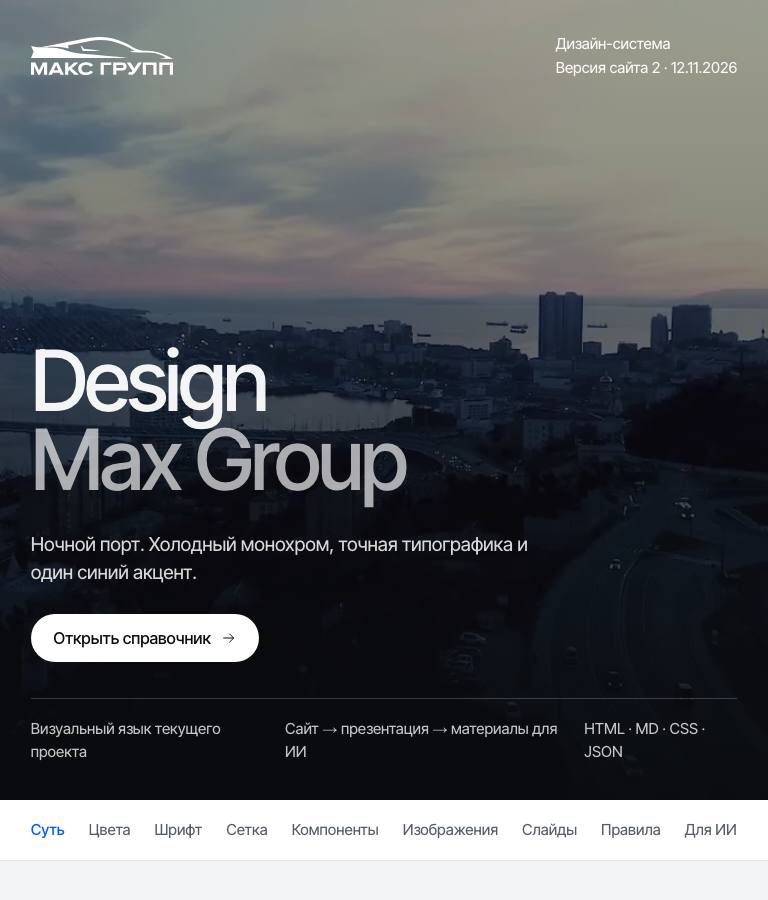 МАКС ГРУПП
Дизайн-система
Версия сайта 2 · 12.11.2026
Design
Max Group
Ночной порт. Холодный монохром, точная типографика и
один синий акцент.
Открыть справочник →
Визуальный язык текущего
проекта
Сайт → презентация → материалы для
ИИ
HTML · MD · CSS ·
JSON
Суть Цвета Шрифт Сетка Компоненты Изображения Слайды Правила Для ИИ